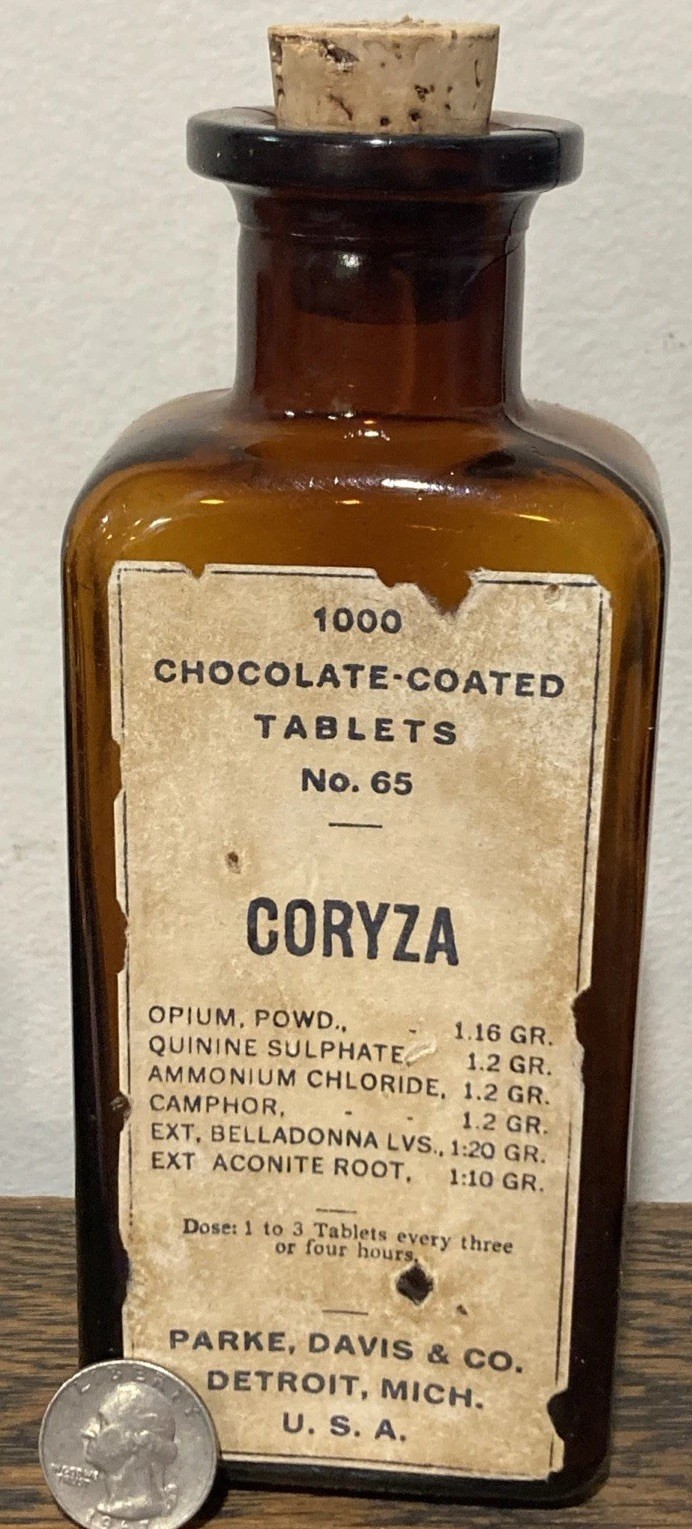 1000
CHOCOLATE-COATED
TABLETS
No. 65
CORYZA
OPIUM, POWD., - 1.16 GR.
QUININE SULPHATE, 1.2 GR.
AMMONIUM CHLORIDE, 1.2 GR.
CAMPHOR, - - 1.2 GR.
EXT. BELLADONNA LVS., 1:20 GR.
EXT ACONITE ROOT, 1:10 GR.
Dose: 1 to 3 Tablets every three
or four hours.
PARKE, DAVIS & CO.
DETROIT, MICH.
U. S. A.
LIBERTY